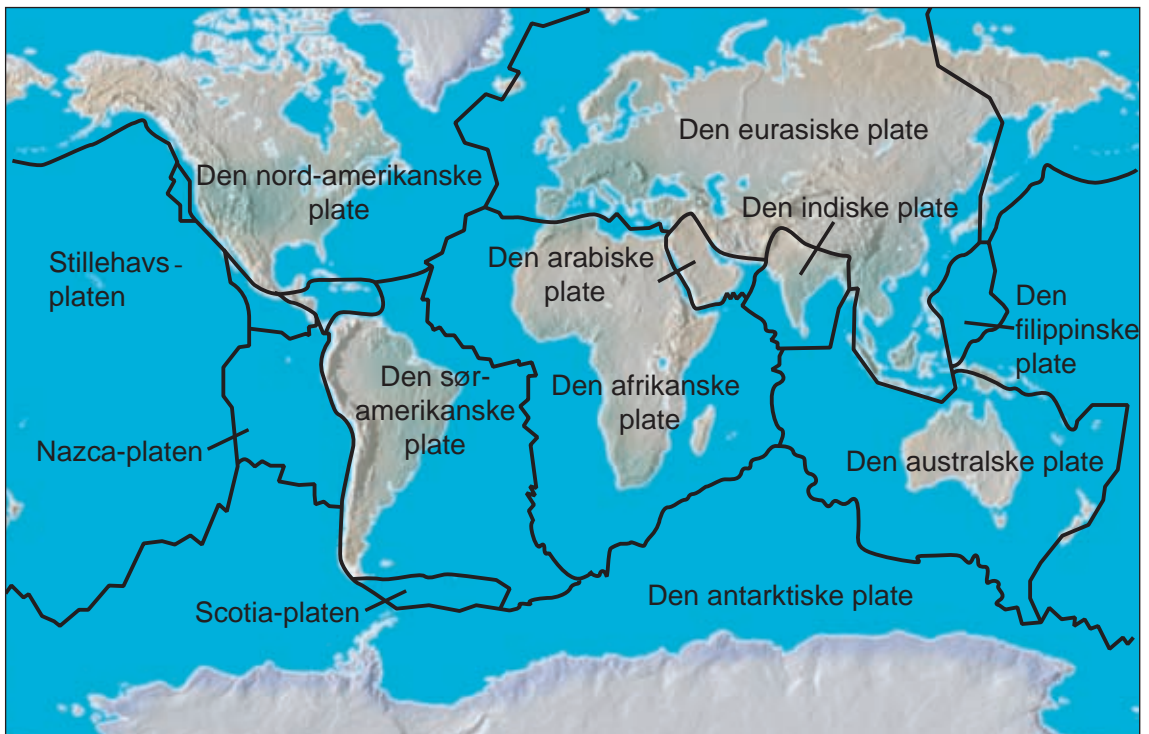 Den eurasiske plate
Den nord-amerikanske
plate
Den indiske plate
Stillehavs-
platen
Den arabiske
plate
Den
filippinske
plate
Den sør-
amerikanske
plate
Den afrikanske
plate
Nazca-platen
Den australske plate
Scotia-platen
Den antarktiske plate